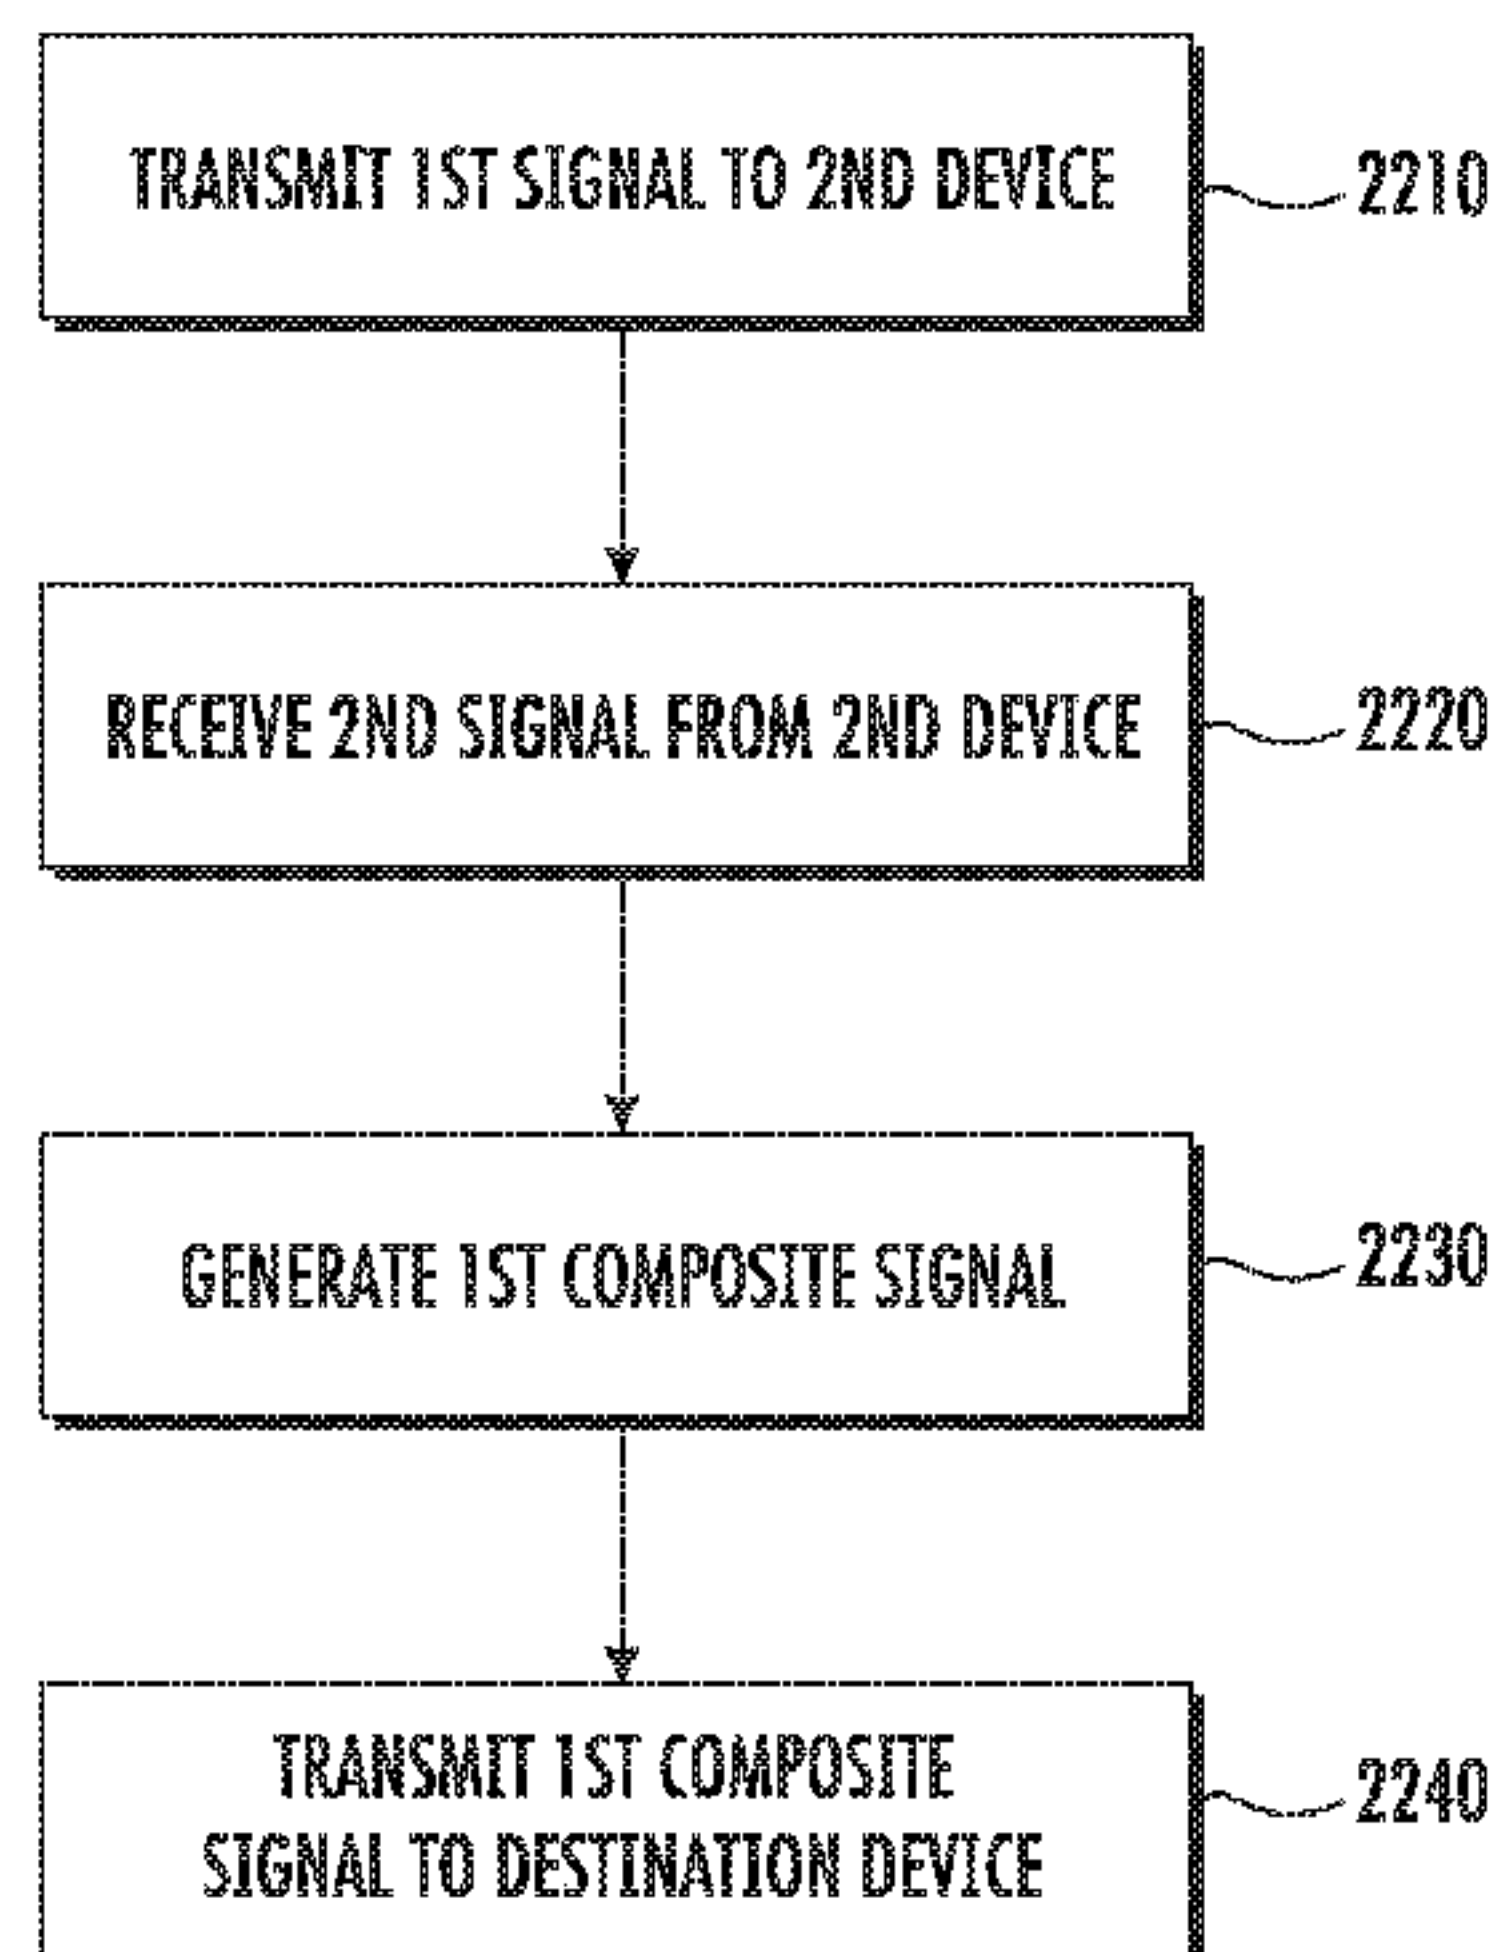 TRANSMIT 1ST SIGNAL TO 2ND DEVICE
2210
RECEIVE 2ND SIGNAL FROM 2ND DEVICE
2220
GENERATE 1ST COMPOSITE SIGNAL
2230
TRANSMIT 1ST COMPOSITE
SIGNAL TO DESTINATION DEVICE
2240